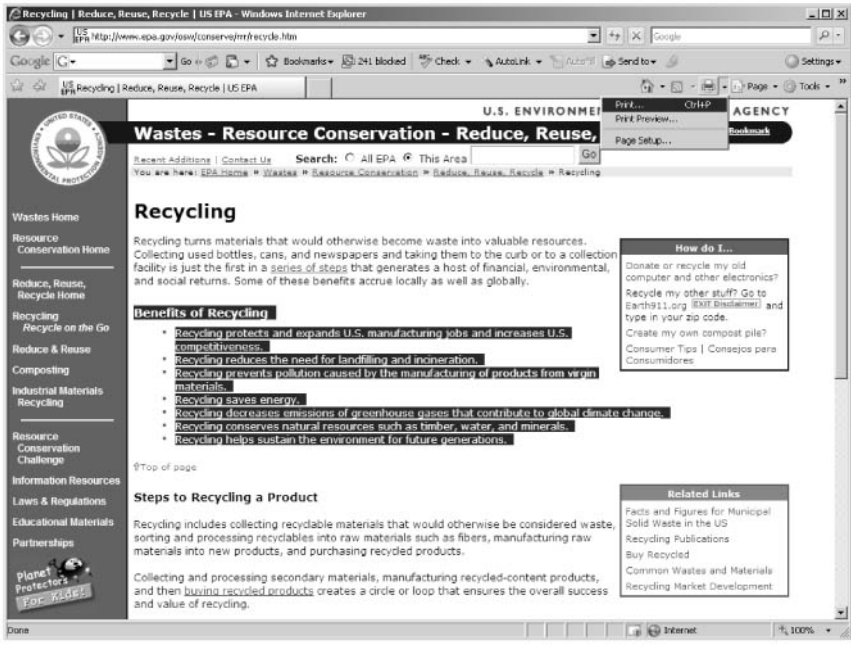 Recycling | Reduce, Reuse, Recycle | US EPA - Windows Internet Explorer
http://www.epa.gov/osw/conserve/rrr/recycle.htm
Google
Google Go Bookmarks 241 blocked Check AutoLink AutoFill Send to Settings
Recycling | Reduce, Reuse, Recycle | US EPA Page Tools
Print... Ctrl+P
Print Preview...
Page Setup...
U.S. ENVIRONMENTAL AGENCY
Wastes - Resource Conservation - Reduce, Reuse,
Bookmark
Recent Additions | Contact Us Search: All EPA This Area Go
You are here: EPA Home » Wastes » Resource Conservation » Reduce, Reuse, Recycle » Recycling
Wastes Home
Resource
Conservation Home
Reduce, Reuse,
Recycle Home
Recycling
Recycle on the Go
Reduce & Reuse
Composting
Industrial Materials
Recycling
Resource
Conservation
Challenge
Information Resources
Laws & Regulations
Educational Materials
Partnerships
Planet
Protectors
For Kids!
Recycling
Recycling turns materials that would otherwise become waste into valuable resources.
Collecting used bottles, cans, and newspapers and taking them to the curb or to a collection
facility is just the first in a series of steps that generates a host of financial, environmental,
and social returns. Some of these benefits accrue locally as well as globally.
Benefits of Recycling
• Recycling protects and expands U.S. manufacturing jobs and increases U.S.
competitiveness.
• Recycling reduces the need for landfilling and incineration.
• Recycling prevents pollution caused by the manufacturing of products from virgin
materials.
• Recycling saves energy.
• Recycling decreases emissions of greenhouse gases that contribute to global climate change.
• Recycling conserves natural resources such as timber, water, and minerals.
• Recycling helps sustain the environment for future generations.
Top of page
Steps to Recycling a Product
Recycling includes collecting recyclable materials that would otherwise be considered waste,
sorting and processing recyclables into raw materials such as fibers, manufacturing raw
materials into new products, and purchasing recycled products.
Collecting and processing secondary materials, manufacturing recycled-content products,
and then buying recycled products creates a circle or loop that ensures the overall success
and value of recycling.
How do I...
Donate or recycle my old
computer and other electronics?
Recycle my other stuff? Go to
Earth911.org EXIT Disclaimer and
type in your zip code.
Create my own compost pile?
Consumer Tips | Consejos para
Consumidores
Related Links
Facts and Figures for Municipal
Solid Waste in the US
Recycling Publications
Buy Recycled
Common Wastes and Materials
Recycling Market Development
Done Internet 100%